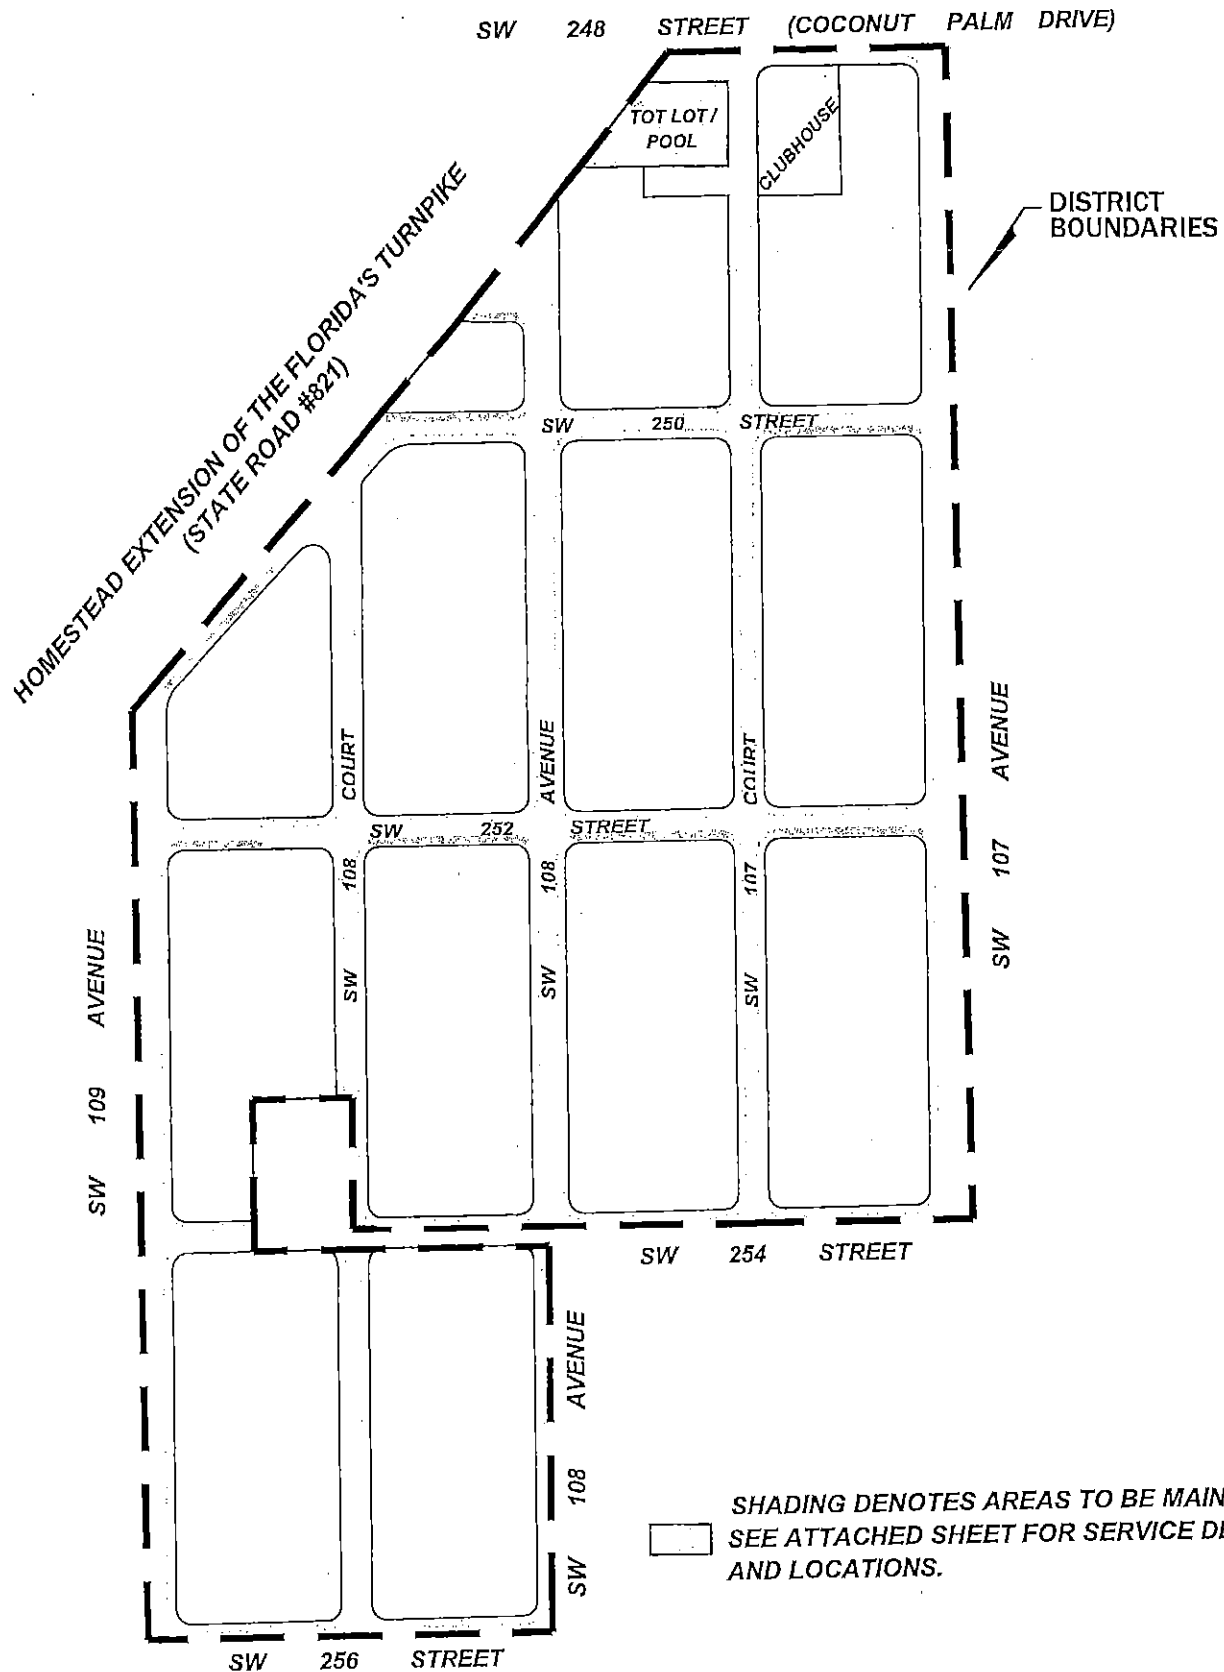 SW 248 STREET (COCONUT PALM DRIVE)
TOT LOT /
POOL
CLUBHOUSE
DISTRICT
BOUNDARIES
HOMESTEAD EXTENSION OF THE FLORIDA'S TURNPIKE
(STATE ROAD #821)
SW 250 STREET
SW 108 COURT
SW 108 AVENUE
SW 107 COURT
SW 107 AVENUE
SW 252 STREET
SW 109 AVENUE
SW 254 STREET
SW 108 AVENUE
SHADING DENOTES AREAS TO BE MAIN
SEE ATTACHED SHEET FOR SERVICE DE
AND LOCATIONS.
SW 256 STREET